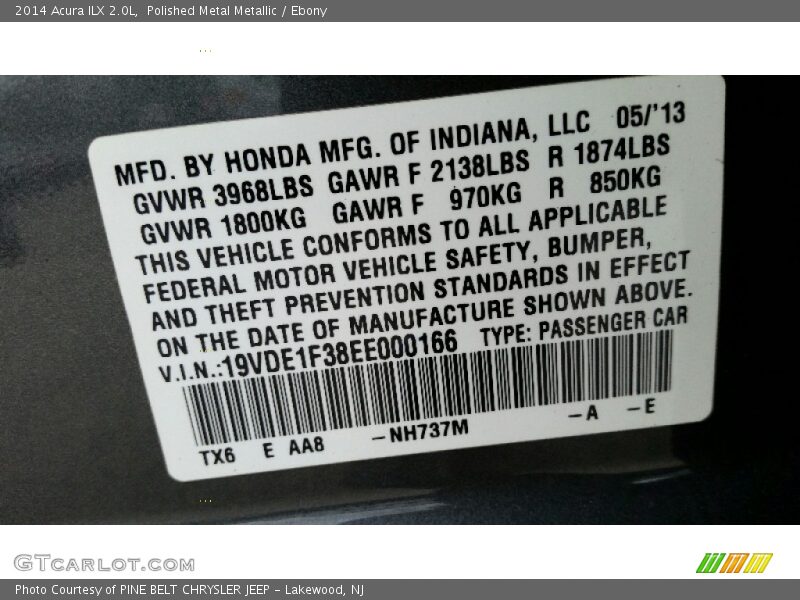 2014 Acura ILX 2.0L, Polished Metal Metallic / Ebony
MFD. BY HONDA MFG. OF INDIANA, LLC 05/'13
GVWR 3968LBS GAWR F 2138LBS R 1874LBS
GVWR 1800KG GAWR F 970KG R 850KG
THIS VEHICLE CONFORMS TO ALL APPLICABLE
FEDERAL MOTOR VEHICLE SAFETY, BUMPER,
AND THEFT PREVENTION STANDARDS IN EFFECT
ON THE DATE OF MANUFACTURE SHOWN ABOVE.
V.I.N.:19VDE1F38EE000166 TYPE: PASSENGER CAR
TX6 E AA8 -NH737M -A -E
GTCarlot.com
Photo Courtesy of PINE BELT CHRYSLER JEEP - Lakewood, NJ